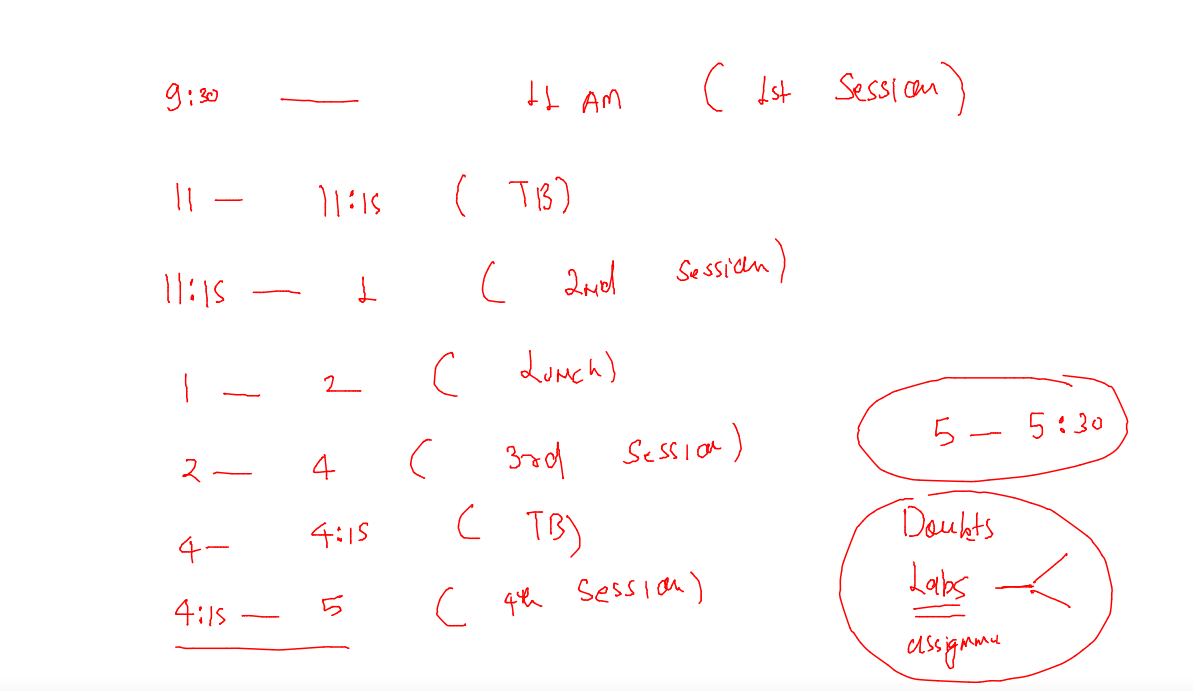 9:30 — 11 AM ( 1st Session)
11 — 11:15 ( TB)
11:15 — 1 ( 2nd Session)
1 — 2 ( Lunch)
2 — 4 ( 3rd Session)
4 — 4:15 ( TB)
4:15 — 5 ( 4th Session)
5 — 5:30
Doubts
Labs